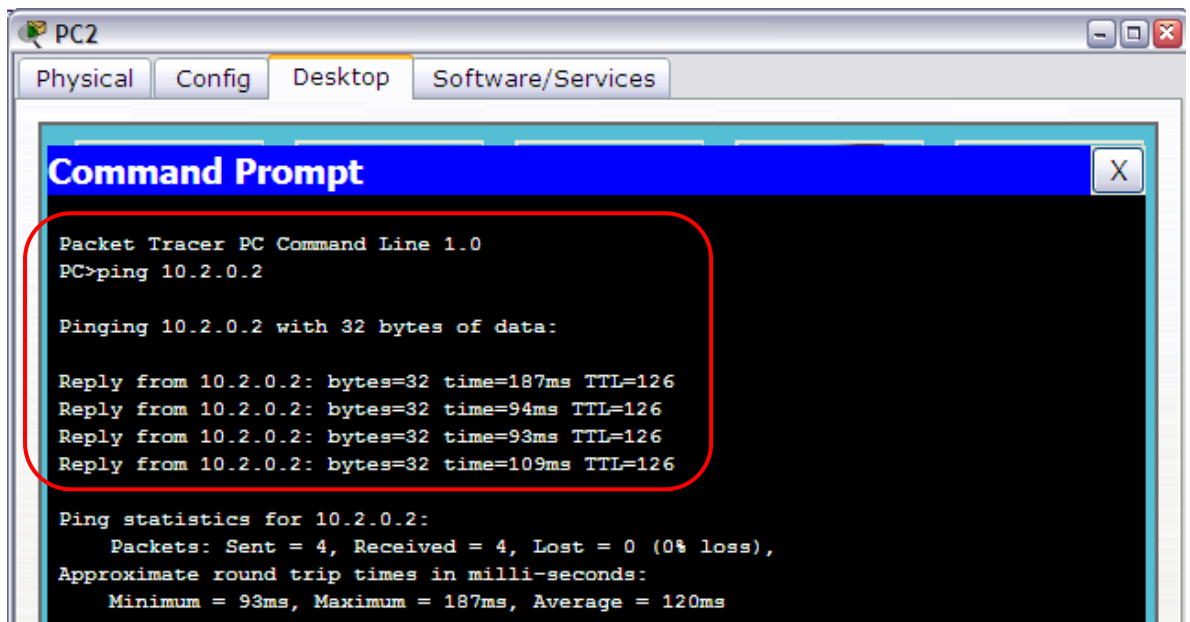 PC2
Physical Config Desktop Software/Services
Command Prompt X
Packet Tracer PC Command Line 1.0
PC>ping 10.2.0.2
Pinging 10.2.0.2 with 32 bytes of data:
Reply from 10.2.0.2: bytes=32 time=187ms TTL=126
Reply from 10.2.0.2: bytes=32 time=94ms TTL=126
Reply from 10.2.0.2: bytes=32 time=93ms TTL=126
Reply from 10.2.0.2: bytes=32 time=109ms TTL=126
Ping statistics for 10.2.0.2:
Packets: Sent = 4, Received = 4, Lost = 0 (0% loss),
Approximate round trip times in milli-seconds:
Minimum = 93ms, Maximum = 187ms, Average = 120ms